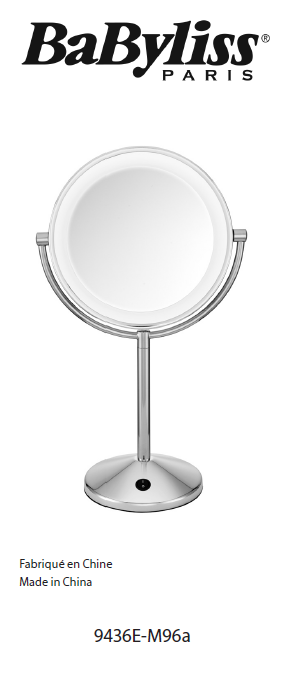 BaByliss®
PARIS
Fabriqué en Chine
Made in China
9436E-M96a